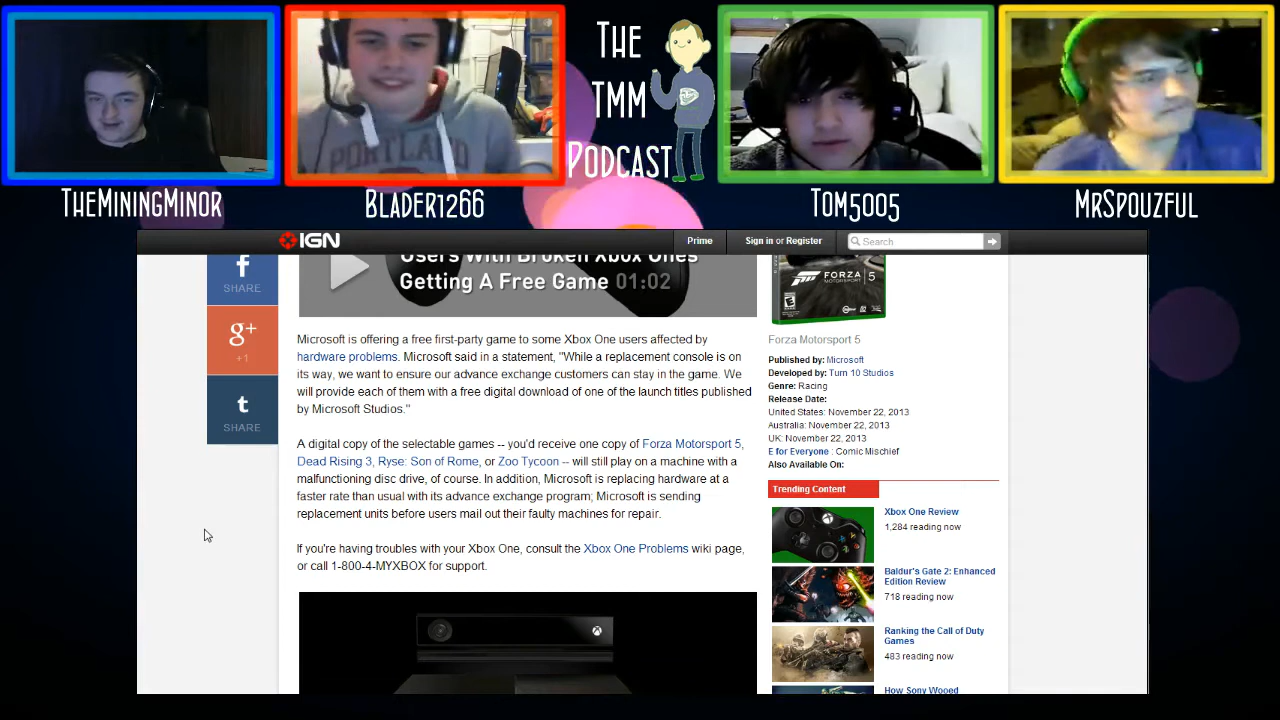 The
TMM
Podcast
TheMiningMinor
Blader1266
Tom5005
MrSpouzful
PORTLAND
IGN
Prime
Sign in or Register
Search
f
SHARE
g+
+1
t
SHARE
Users With Broken Xbox Ones
Getting A Free Game 01:02
Microsoft is offering a free first-party game to some Xbox One users affected by
hardware problems. Microsoft said in a statement, "While a replacement console is on
its way, we want to ensure our advance exchange customers can stay in the game. We
will provide each of them with a free digital download of one of the launch titles published
by Microsoft Studios."
A digital copy of the selectable games -- you'd receive one copy of Forza Motorsport 5,
Dead Rising 3, Ryse: Son of Rome, or Zoo Tycoon -- will still play on a machine with a
malfunctioning disc drive, of course. In addition, Microsoft is replacing hardware at a
faster rate than usual with its advance exchange program; Microsoft is sending
replacement units before users mail out their faulty machines for repair.
If you're having troubles with your Xbox One, consult the Xbox One Problems wiki page,
or call 1-800-4-MYXBOX for support.
FORZA
MOTORSPORT 5
Forza Motorsport 5
Published by: Microsoft
Developed by: Turn 10 Studios
Genre: Racing
Release Date:
United States: November 22, 2013
Australia: November 22, 2013
UK: November 22, 2013
E for Everyone : Comic Mischief
Also Available On:
Trending Content
Xbox One Review
1,284 reading now
Baldur's Gate 2: Enhanced
Edition Review
718 reading now
Ranking the Call of Duty
Games
483 reading now
How Sony Wooed